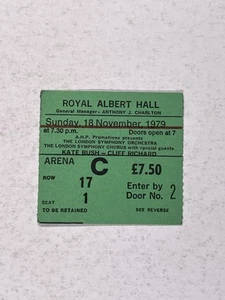 ROYAL ALBERT HALL
General Manager: ANTHONY J. CHARLTON
Sunday, 18 November, 1979
at 7.30 p.m. Doors open at 7
A.H.P. Promotions presents
THE LONDON SYMPHONY ORCHESTRA
THE LONDON SYMPHONY CHORUS with special guests
KATE BUSH - CLIFF RICHARD
ARENA C £7.50
ROW 17 Enter by
Door No. 2
SEAT 1
TO BE RETAINED SEE REVERSE